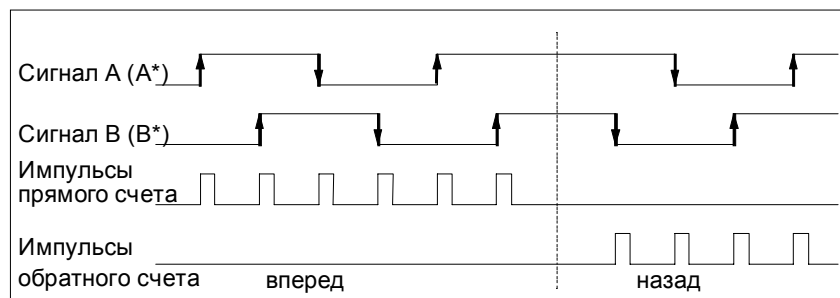 Сигнал A (A*)
Сигнал B (B*)
Импульсы
прямого счета
Импульсы
обратного счета
вперед
назад